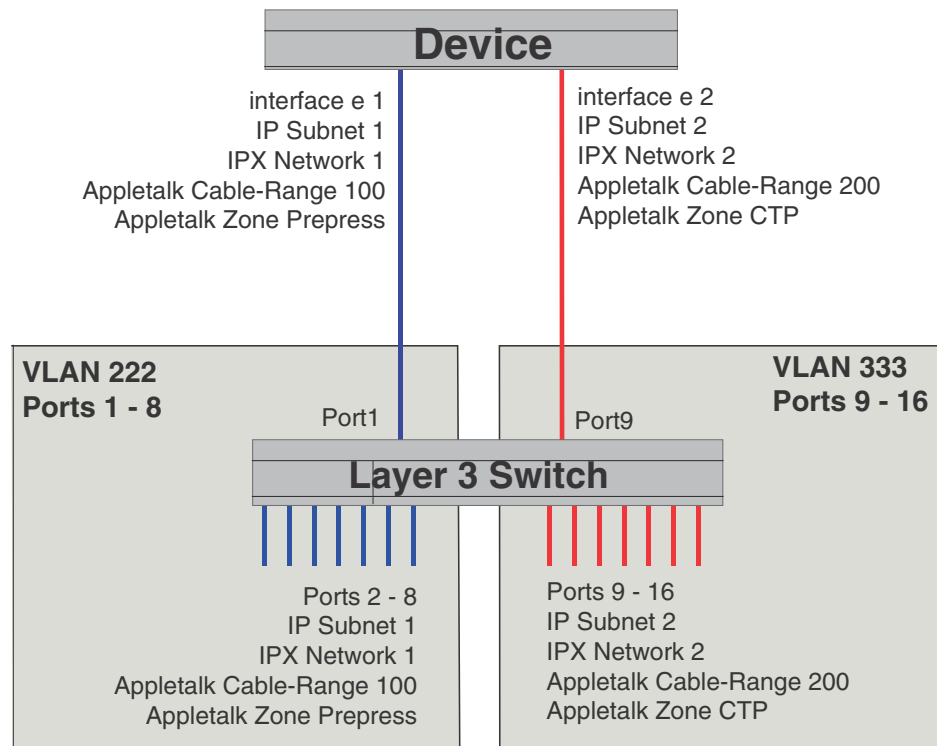 Device
interface e 1
IP Subnet 1
IPX Network 1
Appletalk Cable-Range 100
Appletalk Zone Prepress
interface e 2
IP Subnet 2
IPX Network 2
Appletalk Cable-Range 200
Appletalk Zone CTP
VLAN 222
Ports 1 - 8
VLAN 333
Ports 9 - 16
Port1
Port9
Layer 3 Switch
Ports 2 - 8
IP Subnet 1
IPX Network 1
Appletalk Cable-Range 100
Appletalk Zone Prepress
Ports 9 - 16
IP Subnet 2
IPX Network 2
Appletalk Cable-Range 200
Appletalk Zone CTP